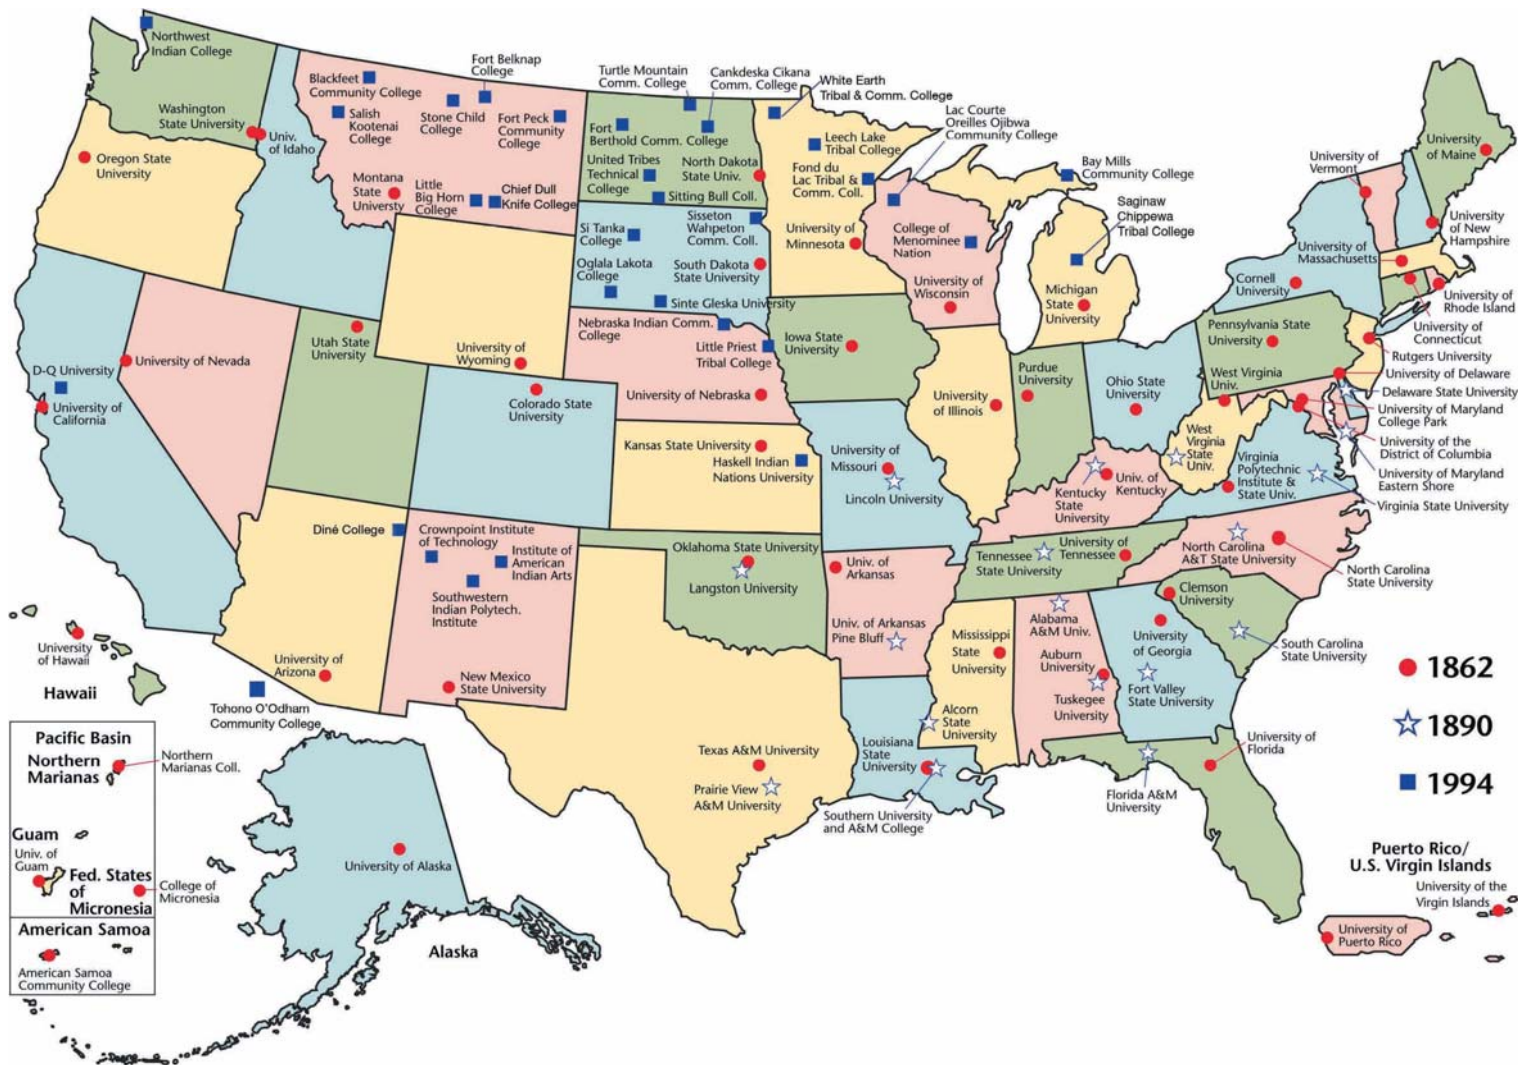 Northwest
Indian College
Washington
State University
Univ.
of Idaho
Oregon State
University
Blackfeet
Community College
Salish
Kootenai
College
Fort Belknap
College
Stone Child
College
Fort Peck
Community
College
Montana
State
Universty
Little
Big Horn
College
Chief Dull
Knife College
Turtle Mountain
Comm. College
Cankdeska Cikana
Comm. College
Fort
Berthold Comm. College
United Tribes
Technical
College
North Dakota
State Univ.
Sitting Bull Coll.
White Earth
Tribal & Comm. College
Leech Lake
Tribal College
Fond du
Lac Tribal &
Comm. Coll.
University of
Minnesota
Lac Courte
Oreilles Ojibwa
Community College
College of
Menominee
Nation
University of
Wisconsin
Bay Mills
Community College
Saginaw
Chippewa
Tribal College
Michigan
State
University
Si Tanka
College
Sisseton
Wahpeton
Comm. Coll.
Oglala Lakota
College
South Dakota
State University
Sinte Gleska University
Nebraska Indian Comm.
College
Little Priest
Tribal College
University of Nebraska
Iowa State
University
University of
Wyoming
Utah State
University
Colorado State
University
University of Nevada
D-Q University
University of
California
Kansas State University
Haskell Indian
Nations University
University of
Missouri
Lincoln University
University
of Illinois
Purdue
University
Ohio State
University
Kentucky
State
University
Univ. of
Kentucky
West Virginia
Univ.
West
Virginia
State
Univ.
Virginia
Polytechnic
Institute &
State Univ.
Pennsylvania State
University
Cornell
University
University of
Vermont
University
of Maine
University
of New
Hampshire
University of
Massachusetts
University of
Rhode Island
University of
Connecticut
Rutgers University
University of Delaware
Delaware State University
University of Maryland
College Park
University of the
District of Columbia
University of Maryland
Eastern Shore
Virginia State University
Diné College
Crownpoint Institute
of Technology
Institute of
American
Indian Arts
Southwestern
Indian Polytech.
Institute
University of
Arizona
New Mexico
State University
Tohono O'Odham
Community College
Oklahoma State University
Langston University
Univ. of
Arkansas
Univ. of Arkansas
Pine Bluff
Tennessee
State University
University of
Tennessee
North Carolina
A&T State University
North Carolina
State University
Clemson
University
South Carolina
State University
Mississippi
State
University
Alabama
A&M Univ.
Auburn
University
Tuskegee
University
University
of Georgia
Fort Valley
State University
Alcorn
State
University
Louisiana
State
University
Southern University
and A&M College
Texas A&M University
Prairie View
A&M University
Florida A&M
University
University of
Florida
University
of Hawaii
Hawaii
Pacific Basin
Northern
Marianas
Northern
Marianas Coll.
Guam
Univ. of
Guam
Fed. States
of
Micronesia
College of
Micronesia
American Samoa
American Samoa
Community College
University of Alaska
Alaska
1862
1890
1994
Puerto Rico/
U.S. Virgin Islands
University of the
Virgin Islands
University of
Puerto Rico